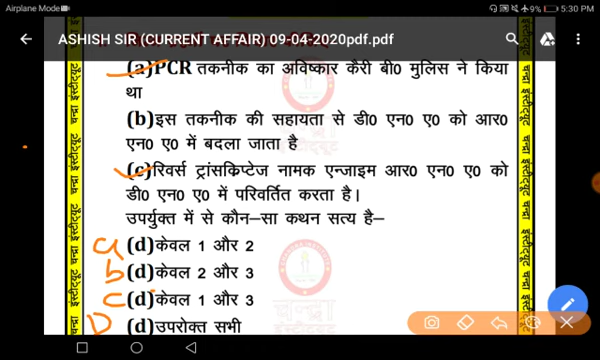 Airplane Mode 9% 5:30 PM
ASHISH SIR (CURRENT AFFAIR) 09-04-2020pdf.pdf
(a)PCR तकनीक का अविष्कार कैरी बी0 मुलिस ने किया
था
(b)इस तकनीक की सहायता से डी0 एन0 ए0 को आर0
एन0 ए0 में बदला जाता है
(c)रिवर्स ट्रांसक्रिप्टेज नामक एन्जाइम आर0 एन0 ए0 को
डी0 एन0 ए0 में परिवर्तित करता है।
उपर्युक्त में से कौन–सा कथन सत्य है–
a (d)केवल 1 और 2
b (d)केवल 2 और 3
c (d)केवल 1 और 3
D (d)उपरोक्त सभी
चन्द्रा इंस्टीट्यूट
चन्द्रा इंस्टीट्यूट
चन्द्रा
इंस्टीट्यूट